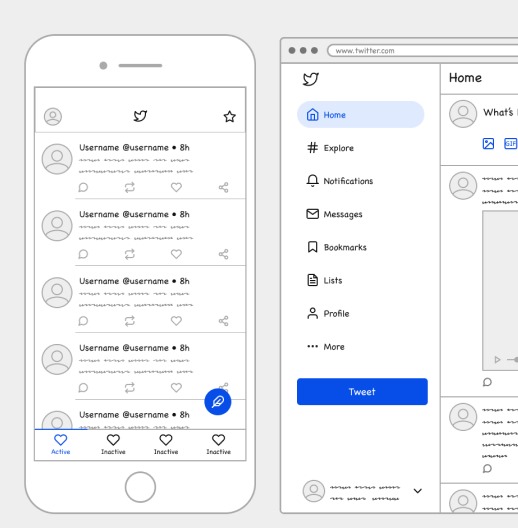 Username @username • 8h
Username @username • 8h
Username @username • 8h
Username @username • 8h
Username @username • 8h
Active
Inactive
Inactive
Inactive
www.twitter.com
Home
Explore
Notifications
Messages
Bookmarks
Lists
Profile
More
Tweet
Home
What's
GIF